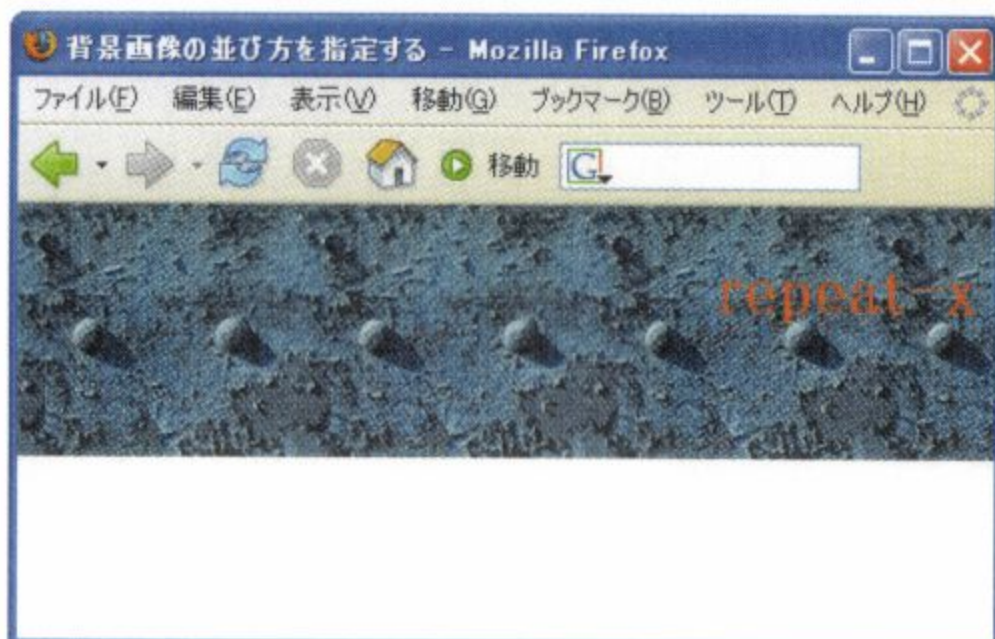 背景画像の並び方を指定する - Mozilla Firefox
ファイル(F) 編集(E) 表示(V) 移動(G) ブックマーク(B) ツール(T) ヘルプ(H)
移動 G
repeat-x